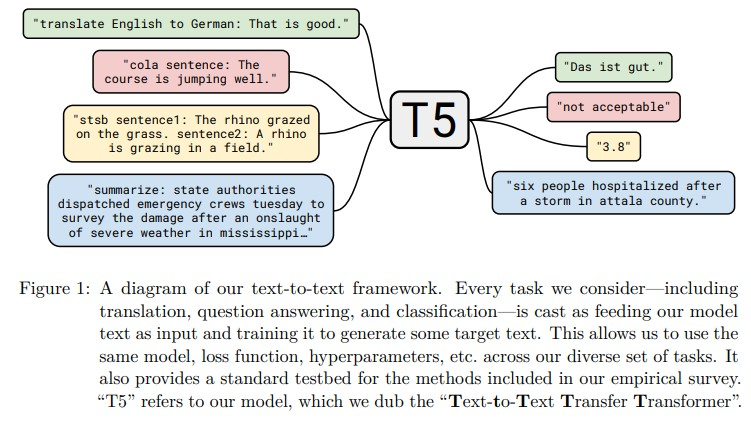 "translate English to German: That is good."
"cola sentence: The
course is jumping well."
"stsb sentence1: The rhino grazed
on the grass. sentence2: A rhino
is grazing in a field."
"summarize: state authorities
dispatched emergency crews tuesday to
survey the damage after an onslaught
of severe weather in mississippi…"
T5
"Das ist gut."
"not acceptable"
"3.8"
"six people hospitalized after
a storm in attala county."
Figure 1: A diagram of our text-to-text framework. Every task we consider—including
translation, question answering, and classification—is cast as feeding our model
text as input and training it to generate some target text. This allows us to use the
same model, loss function, hyperparameters, etc. across our diverse set of tasks. It
also provides a standard testbed for the methods included in our empirical survey.
“T5” refers to our model, which we dub the “Text-to-Text Transfer Transformer”.